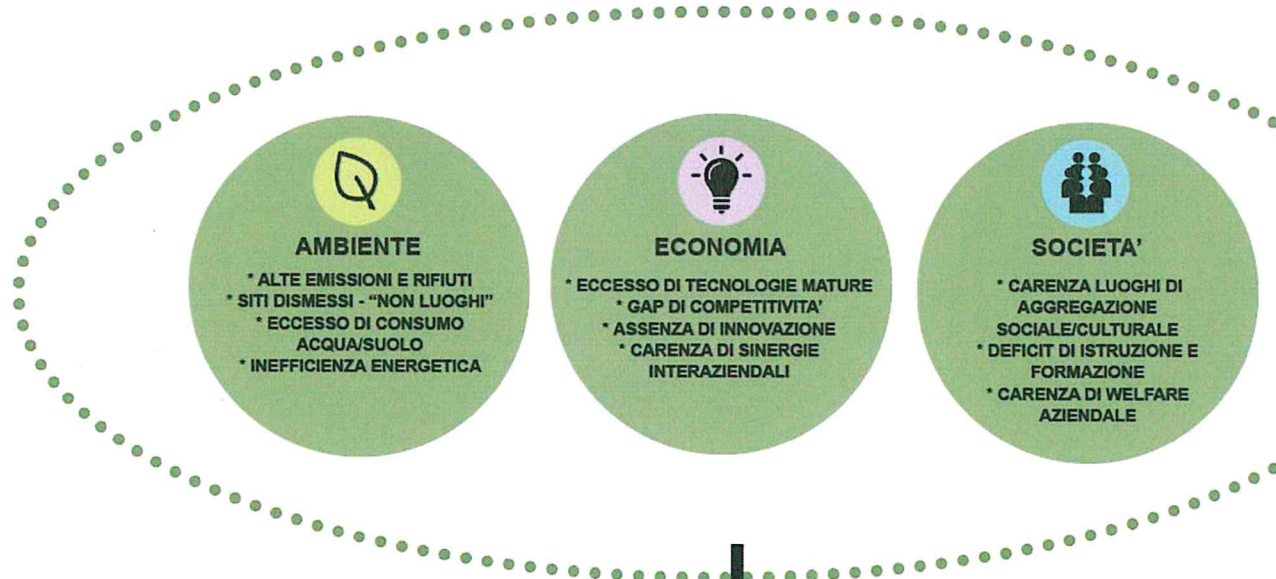 AMBIENTE
* ALTE EMISSIONI E RIFIUTI
* SITI DISMESSI - “NON LUOGHI”
* ECCESSO DI CONSUMO
ACQUA/SUOLO
* INEFFICIENZA ENERGETICA
ECONOMIA
* ECCESSO DI TECNOLOGIE MATURE
* GAP DI COMPETITIVITA’
* ASSENZA DI INNOVAZIONE
* CARENZA DI SINERGIE
INTERAZIENDALI
SOCIETA’
* CARENZA LUOGHI DI
AGGREGAZIONE
SOCIALE/CULTURALE
* DEFICIT DI ISTRUZIONE E
FORMAZIONE
* CARENZA DI WELFARE
AZIENDALE